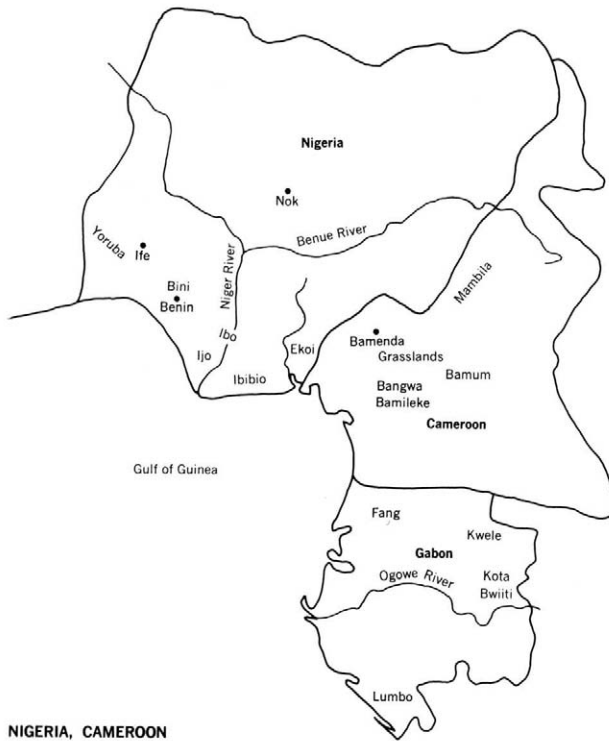 Nigeria
Nok
Benue River
Yoruba
Ife
Niger River
Mambila
Bini
Benin
Ibo
Ijo
Ekoi
Ibibio
Bamenda
Grasslands
Bamum
Bangwa
Bamileke
Cameroon
Gulf of Guinea
Fang
Kwele
Gabon
Ogowe River
Kota
Bwiiti
Lumbo
NIGERIA, CAMEROON